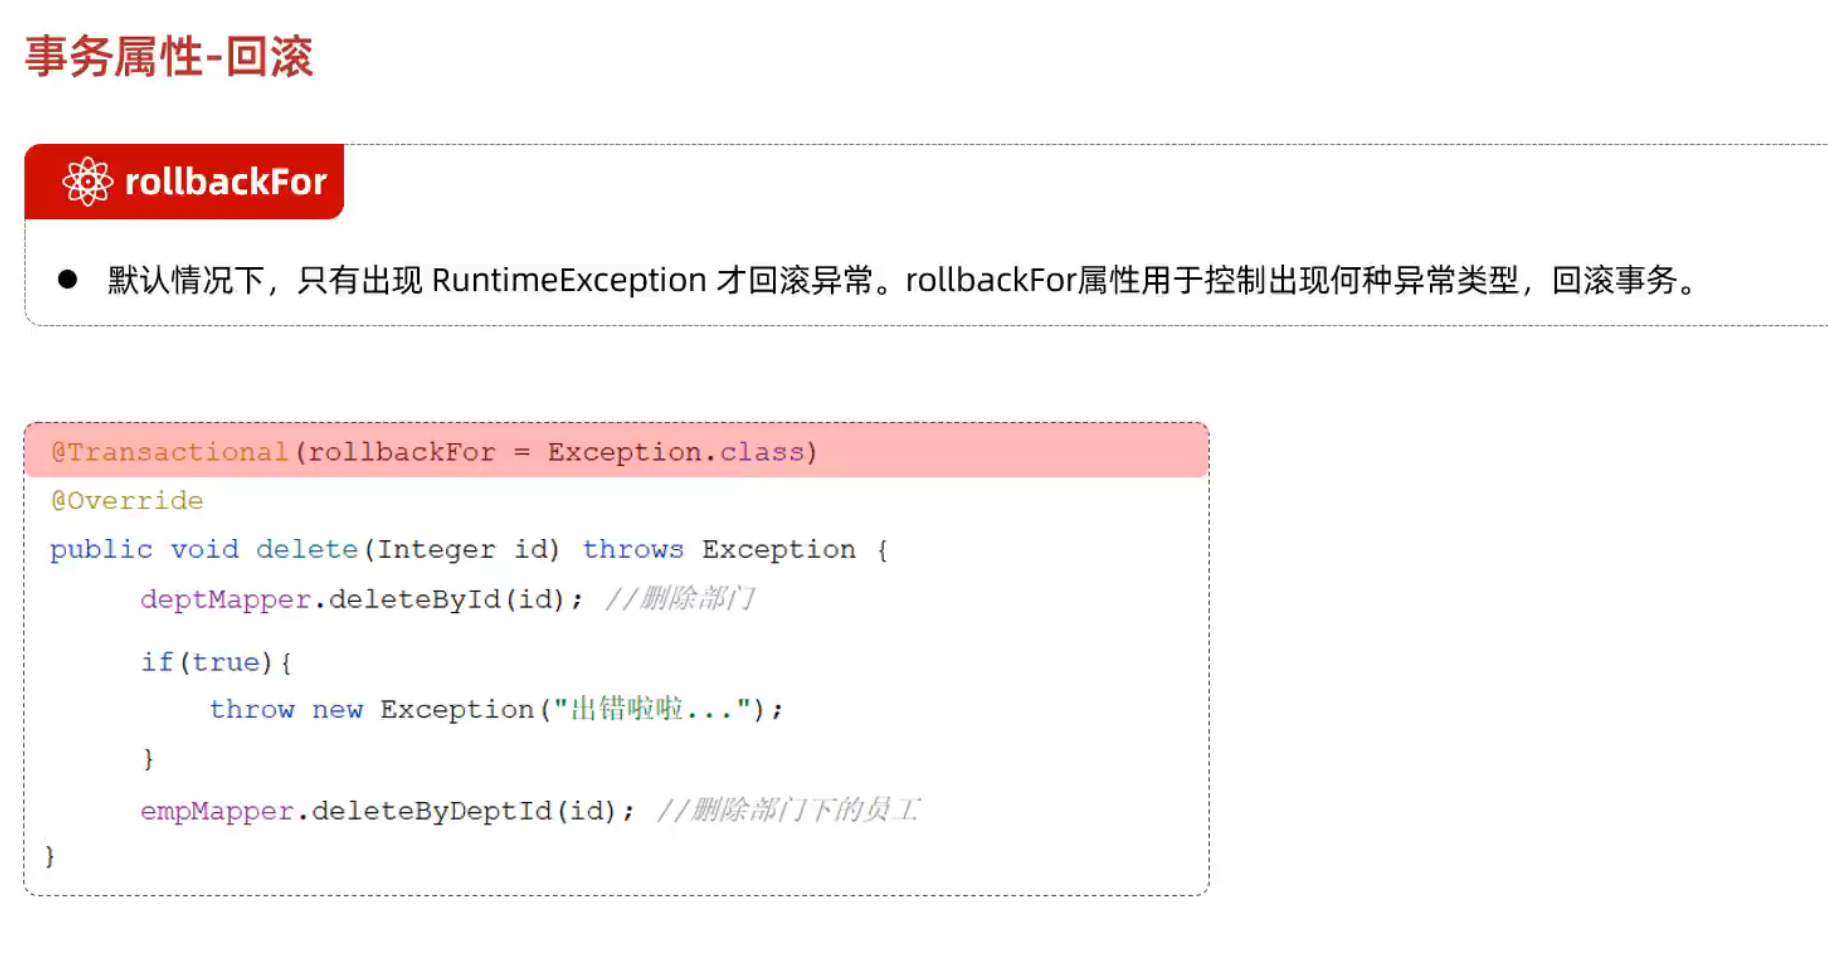 事务属性-回滚
rollbackFor
● 默认情况下，只有出现 RuntimeException 才回滚异常。rollbackFor属性用于控制出现何种异常类型，回滚事务。
@Transactional(rollbackFor = Exception.class)
@Override
public void delete(Integer id) throws Exception {
deptMapper.deleteById(id); //删除部门
if(true){
throw new Exception("出错啦啦...");
}
empMapper.deleteByDeptId(id); //删除部门下的员工
}